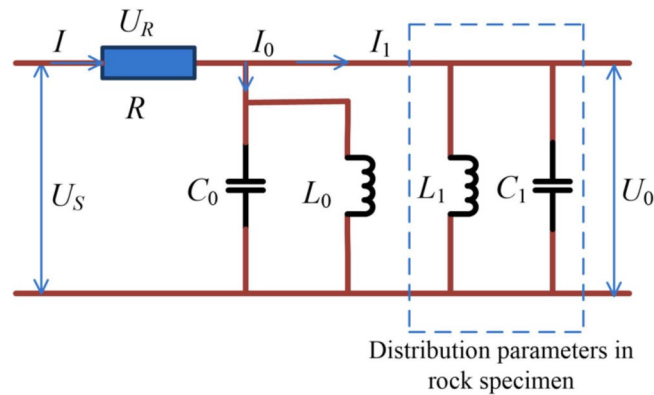 I
U_R
I_0
I_1
R
U_S
C_0
L_0
L_1
C_1
U_0
Distribution parameters in
rock specimen